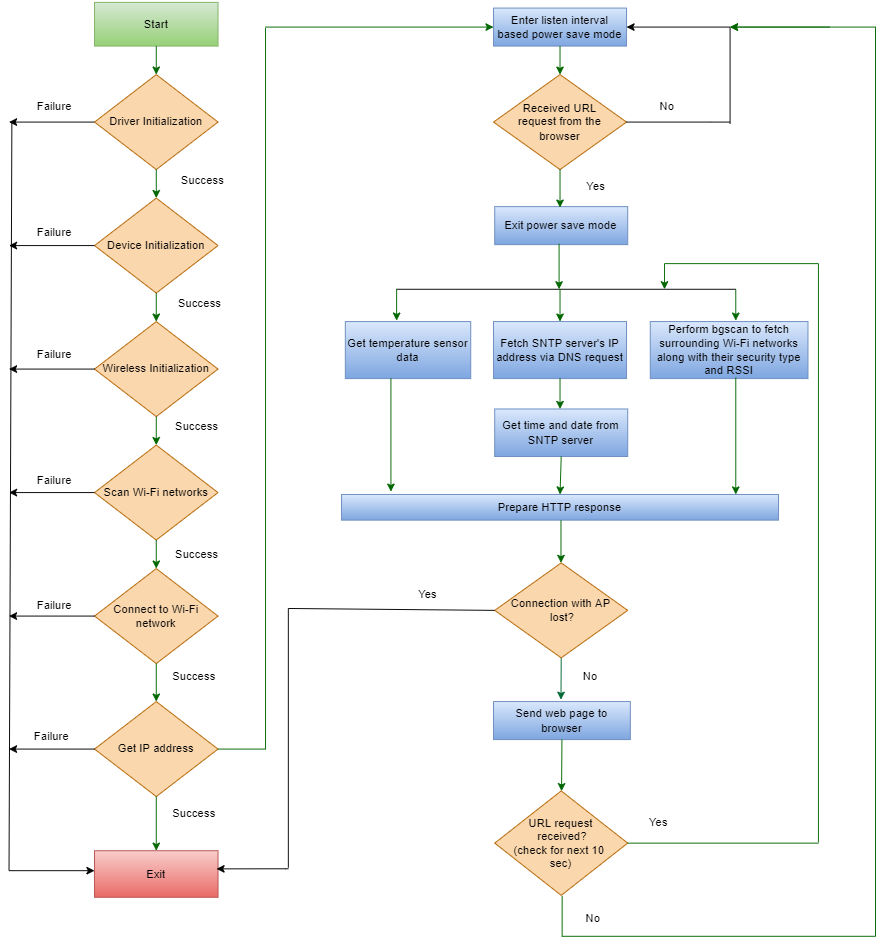 Start
Failure
Driver Initialization
Success
Failure
Device Initialization
Success
Failure
Wireless Initialization
Success
Failure
Scan Wi-Fi networks
Success
Failure
Connect to Wi-Fi
network
Success
Failure
Get IP address
Success
Exit
Enter listen interval
based power save mode
Received URL
request from the
browser
No
Yes
Exit power save mode
Get temperature sensor
data
Fetch SNTP server's IP
address via DNS request
Perform bgscan to fetch
surrounding Wi-Fi networks
along with their security type
and RSSI
Get time and date from
SNTP server
Prepare HTTP response
Connection with AP
lost?
Yes
No
Send web page to
browser
URL request
received?
(check for next 10
sec)
Yes
No